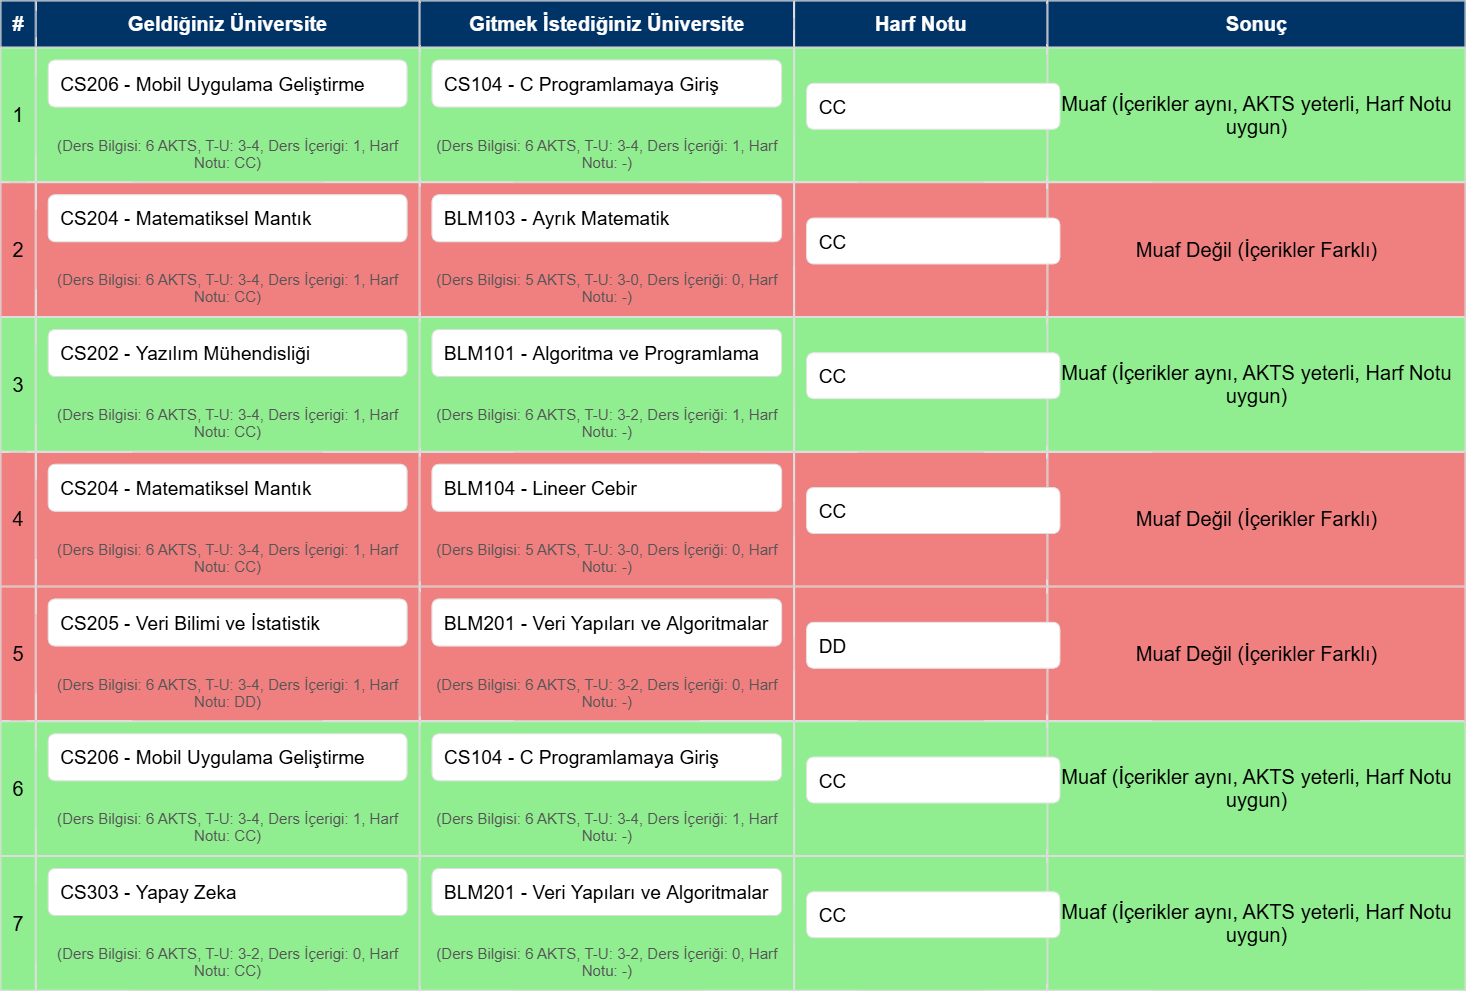 # Geldiğiniz Üniversite Gitmek İstediğiniz Üniversite Harf Notu Sonuç
1
CS206 - Mobil Uygulama Geliştirme
(Ders Bilgisi: 6 AKTS, T-U: 3-4, Ders İçerigi: 1, Harf
Notu: CC)
CS104 - C Programlamaya Giriş
(Ders Bilgisi: 6 AKTS, T-U: 3-4, Ders İçeriği: 1, Harf
Notu: -)
CC
Muaf (İçerikler aynı, AKTS yeterli, Harf Notu
uygun)
2
CS204 - Matematiksel Mantık
(Ders Bilgisi: 6 AKTS, T-U: 3-4, Ders İçerigi: 1, Harf
Notu: CC)
BLM103 - Ayrık Matematik
(Ders Bilgisi: 5 AKTS, T-U: 3-0, Ders İçeriği: 0, Harf
Notu: -)
CC
Muaf Değil (İçerikler Farklı)
3
CS202 - Yazılım Mühendisliği
(Ders Bilgisi: 6 AKTS, T-U: 3-4, Ders İçerigi: 1, Harf
Notu: CC)
BLM101 - Algoritma ve Programlama
(Ders Bilgisi: 6 AKTS, T-U: 3-2, Ders İçeriği: 1, Harf
Notu: -)
CC
Muaf (İçerikler aynı, AKTS yeterli, Harf Notu
uygun)
4
CS204 - Matematiksel Mantık
(Ders Bilgisi: 6 AKTS, T-U: 3-4, Ders İçerigi: 1, Harf
Notu: CC)
BLM104 - Lineer Cebir
(Ders Bilgisi: 5 AKTS, T-U: 3-0, Ders İçeriği: 0, Harf
Notu: -)
CC
Muaf Değil (İçerikler Farklı)
5
CS205 - Veri Bilimi ve İstatistik
(Ders Bilgisi: 6 AKTS, T-U: 3-4, Ders İçerigi: 1, Harf
Notu: DD)
BLM201 - Veri Yapıları ve Algoritmalar
(Ders Bilgisi: 6 AKTS, T-U: 3-2, Ders İçeriği: 0, Harf
Notu: -)
DD
Muaf Değil (İçerikler Farklı)
6
CS206 - Mobil Uygulama Geliştirme
(Ders Bilgisi: 6 AKTS, T-U: 3-4, Ders İçerigi: 1, Harf
Notu: CC)
CS104 - C Programlamaya Giriş
(Ders Bilgisi: 6 AKTS, T-U: 3-4, Ders İçeriği: 1, Harf
Notu: -)
CC
Muaf (İçerikler aynı, AKTS yeterli, Harf Notu
uygun)
7
CS303 - Yapay Zeka
(Ders Bilgisi: 6 AKTS, T-U: 3-2, Ders İçerigi: 0, Harf
Notu: CC)
BLM201 - Veri Yapıları ve Algoritmalar
(Ders Bilgisi: 6 AKTS, T-U: 3-2, Ders İçeriği: 0, Harf
Notu: -)
CC
Muaf (İçerikler aynı, AKTS yeterli, Harf Notu
uygun)